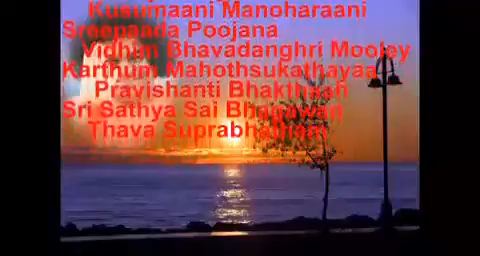 Kusumaani Manoharaani
Sreepaada Poojana
Vidhim Bhavadanghri Mooley
Karthum Mahothsukathayaa
Pravishanti Bhakthaah
Sri Sathya Sai Bhagawan
Thava Suprabhatham